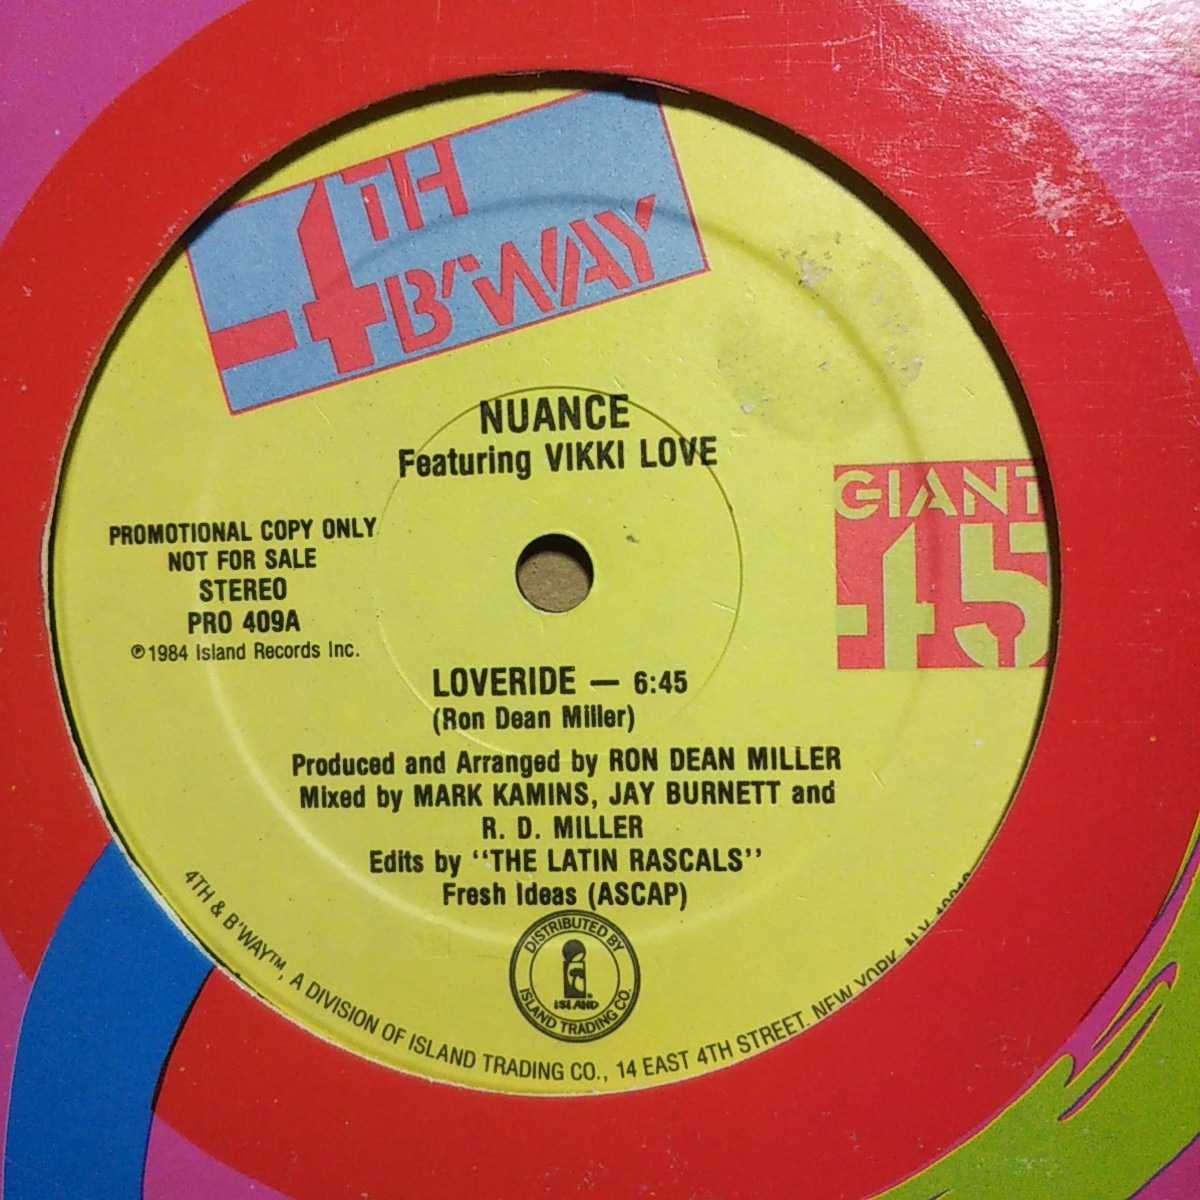 4TH
B'WAY
NUANCE
Featuring VIKKI LOVE
GIANT
45
PROMOTIONAL COPY ONLY
NOT FOR SALE
STEREO
PRO 409A
℗1984 Island Records Inc.
LOVERIDE — 6:45
(Ron Dean Miller)
Produced and Arranged by RON DEAN MILLER
Mixed by MARK KAMINS, JAY BURNETT and
R. D. MILLER
Edits by "THE LATIN RASCALS"
Fresh Ideas (ASCAP)
DISTRIBUTED BY
ISLAND
ISLAND TRADING CO.
4TH & B'WAY™, A DIVISION OF ISLAND TRADING CO., 14 EAST 4TH STREET, NEW YORK, N.Y.